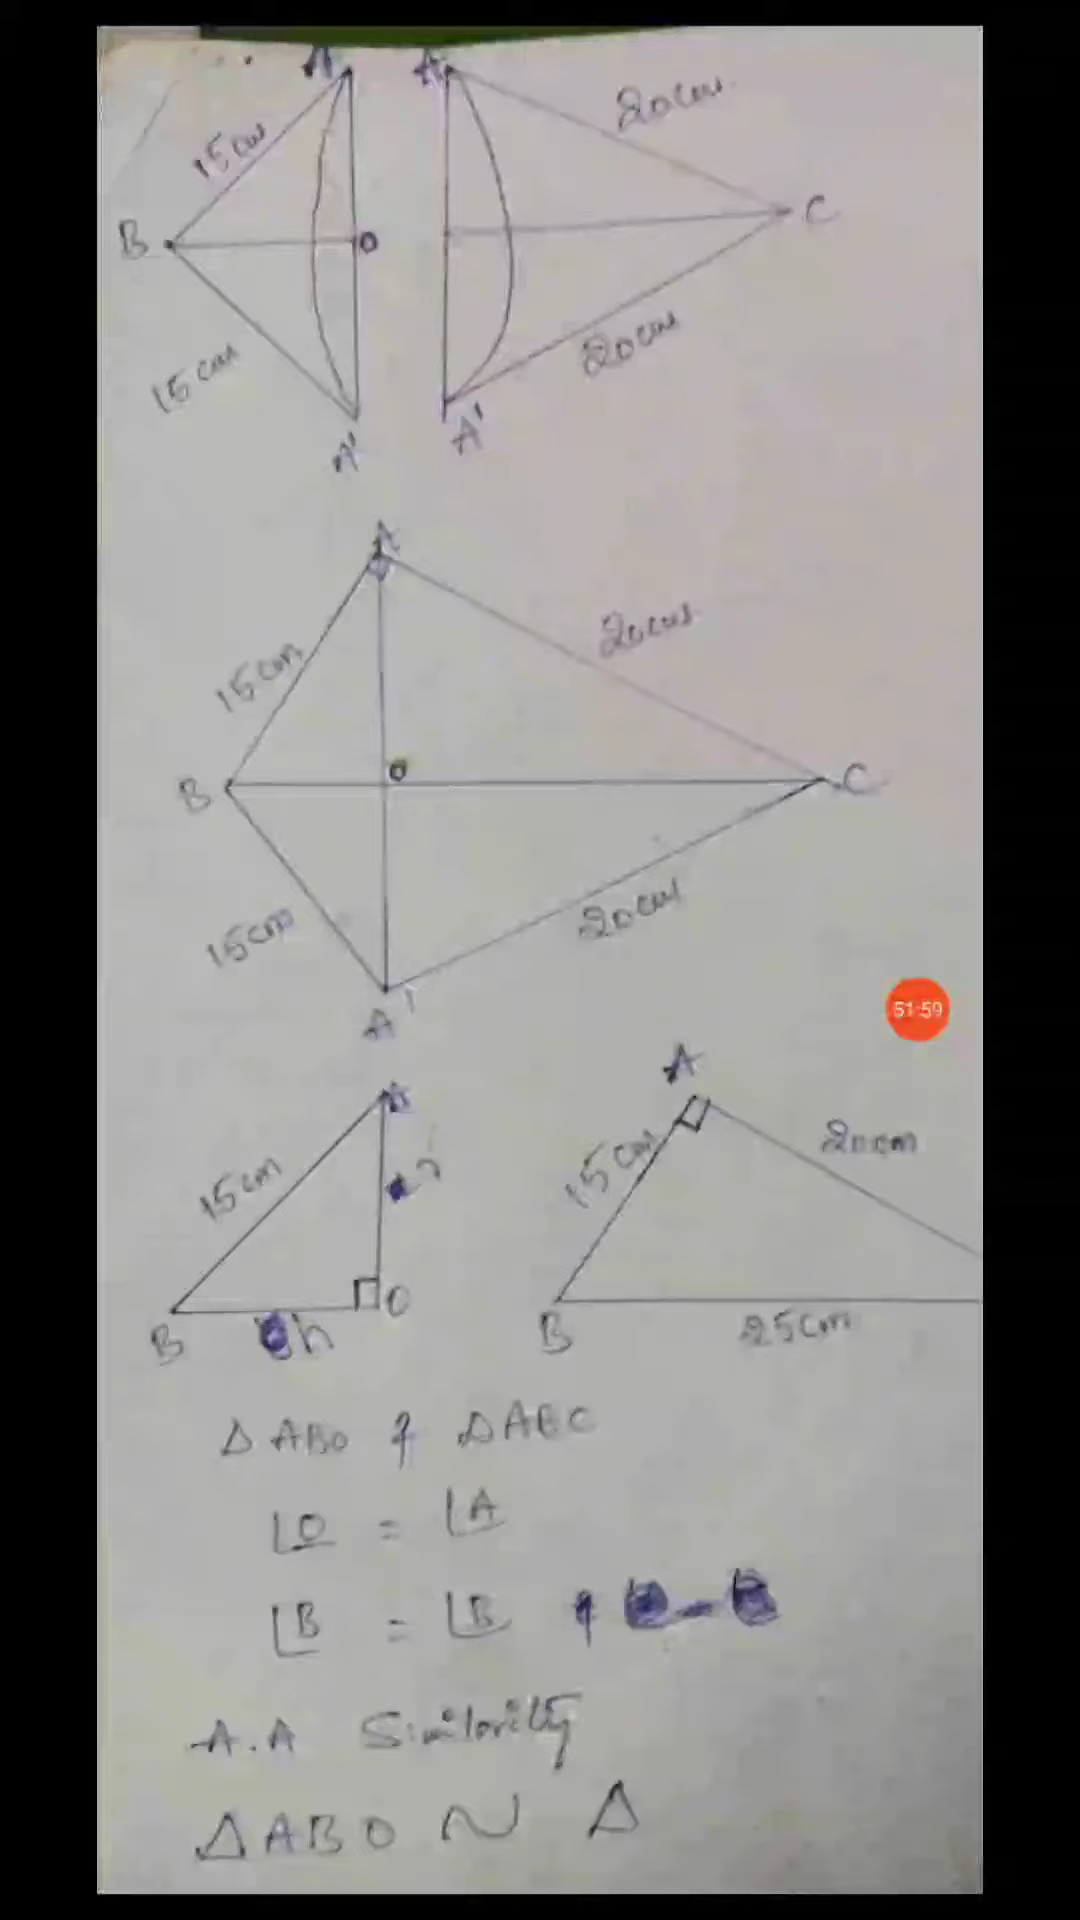 A A
15cm 20cm
B O C
15cm 20cm
A' A'
A
15cm 20cm
B O C
15cm 20cm
A'
A A
15cm r 15cm 20cm
B h O B 25cm
51:59
Δ ABO & Δ ABC
∠O = ∠A
∠B = ∠B
A.A Similarity
Δ ABO ~ Δ